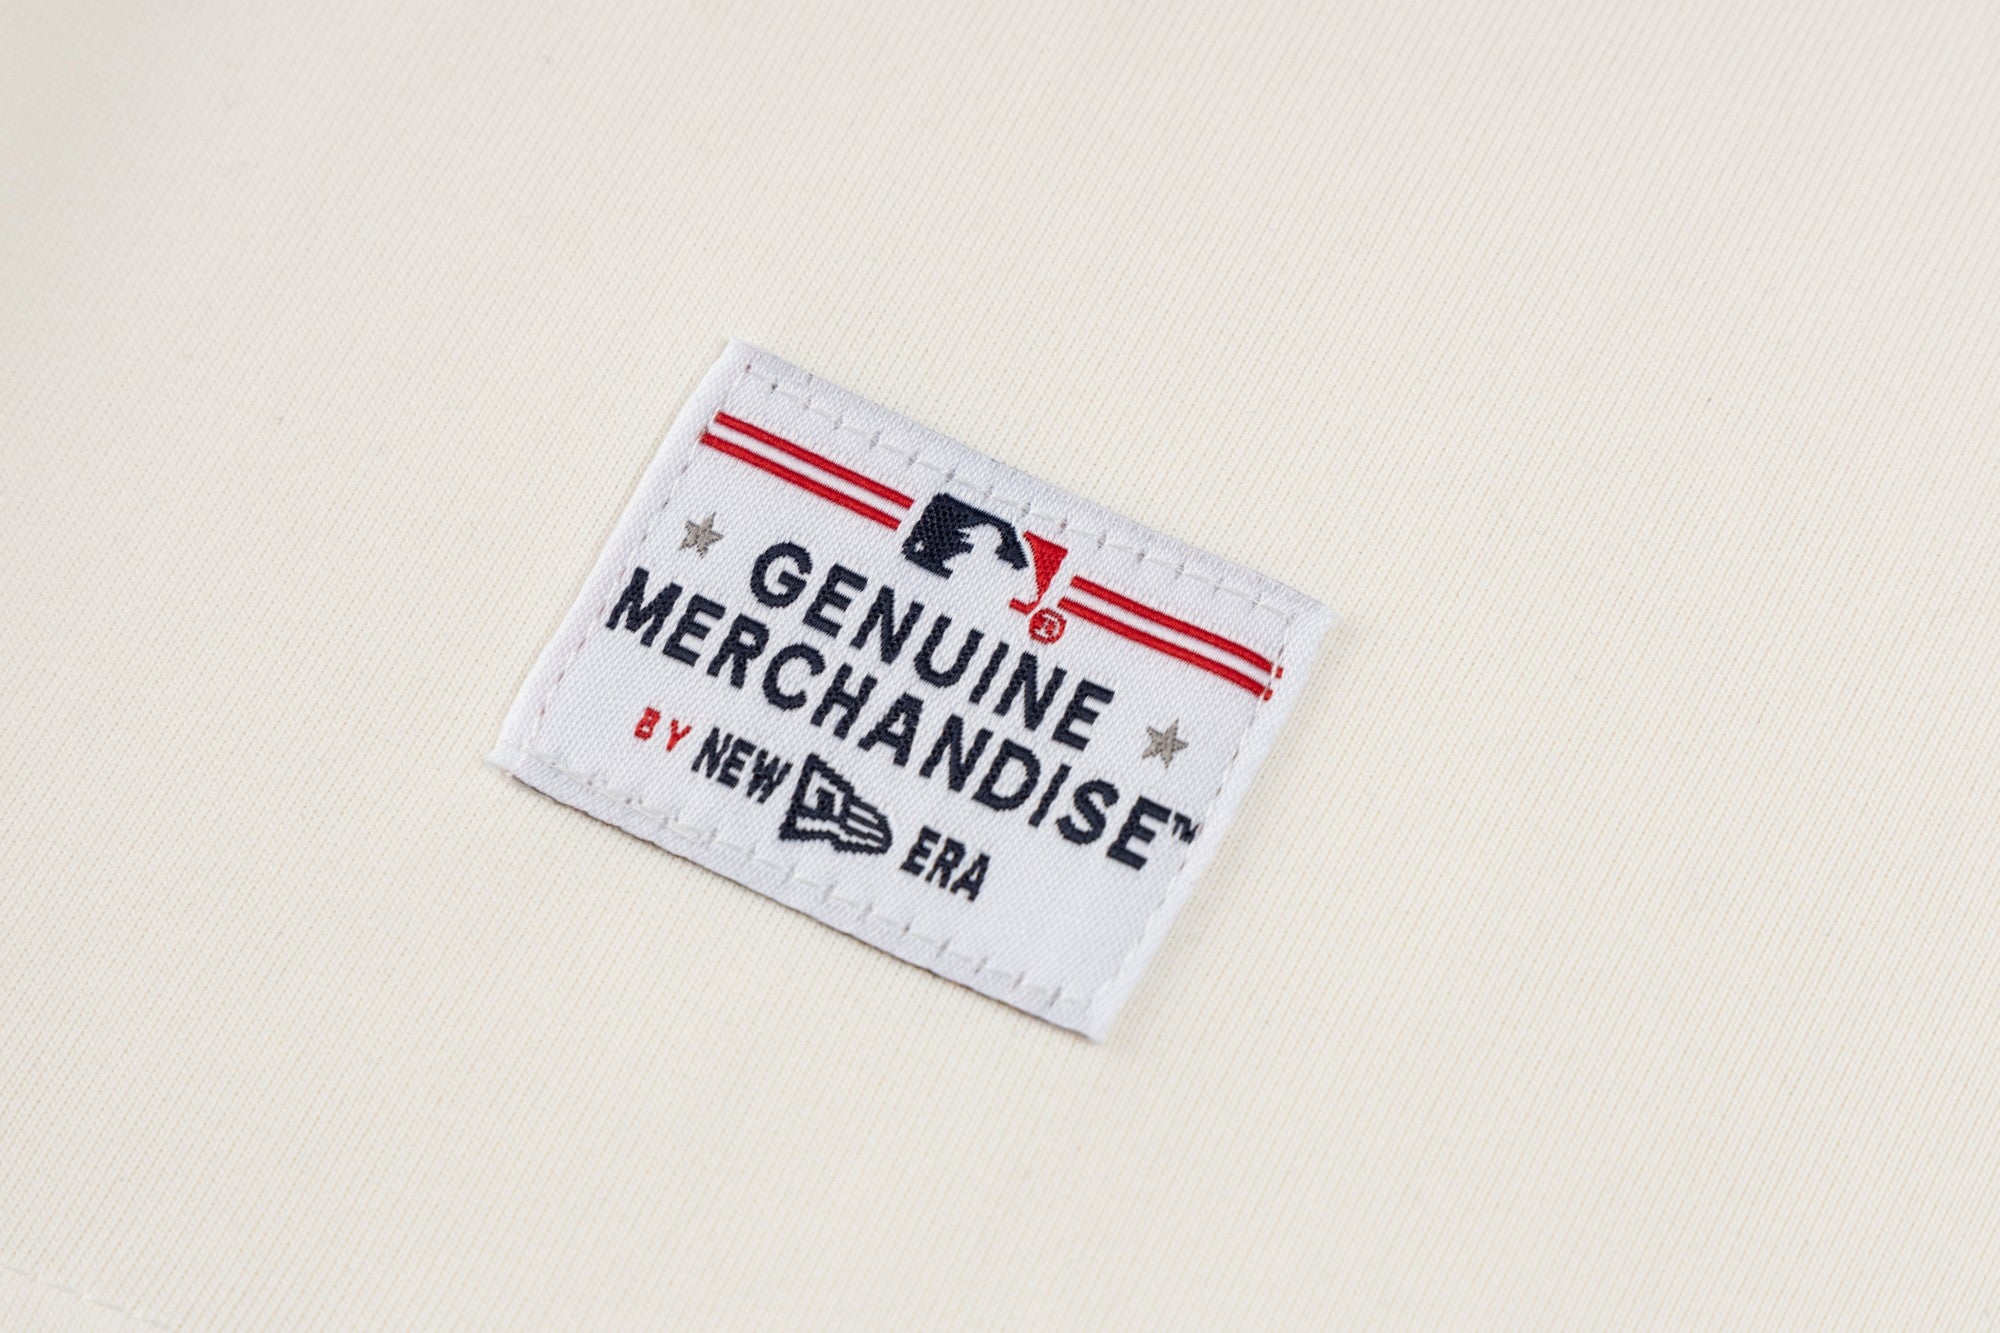 GENUINE
MERCHANDISE™
BY NEW ERA